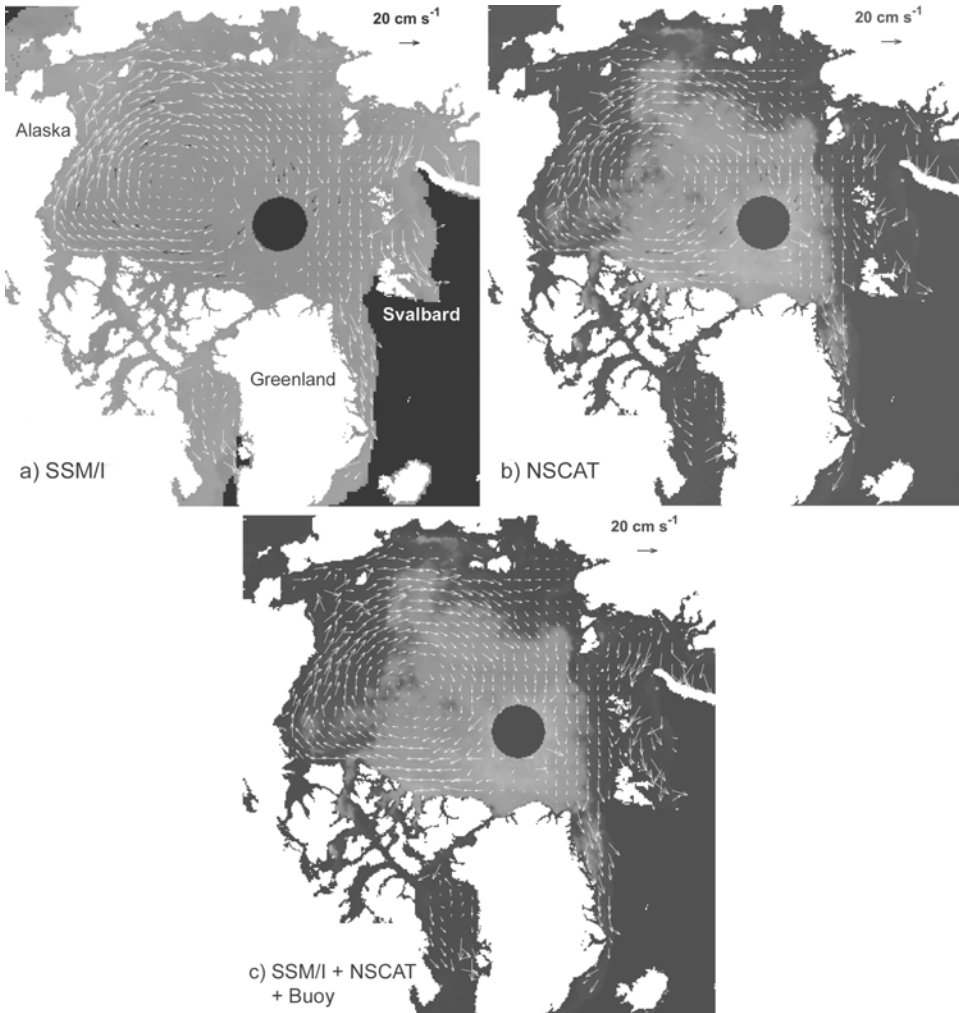 20 cm s⁻¹
Alaska
Svalbard
Greenland
a) SSM/I
20 cm s⁻¹
b) NSCAT
20 cm s⁻¹
c) SSM/I + NSCAT
+ Buoy